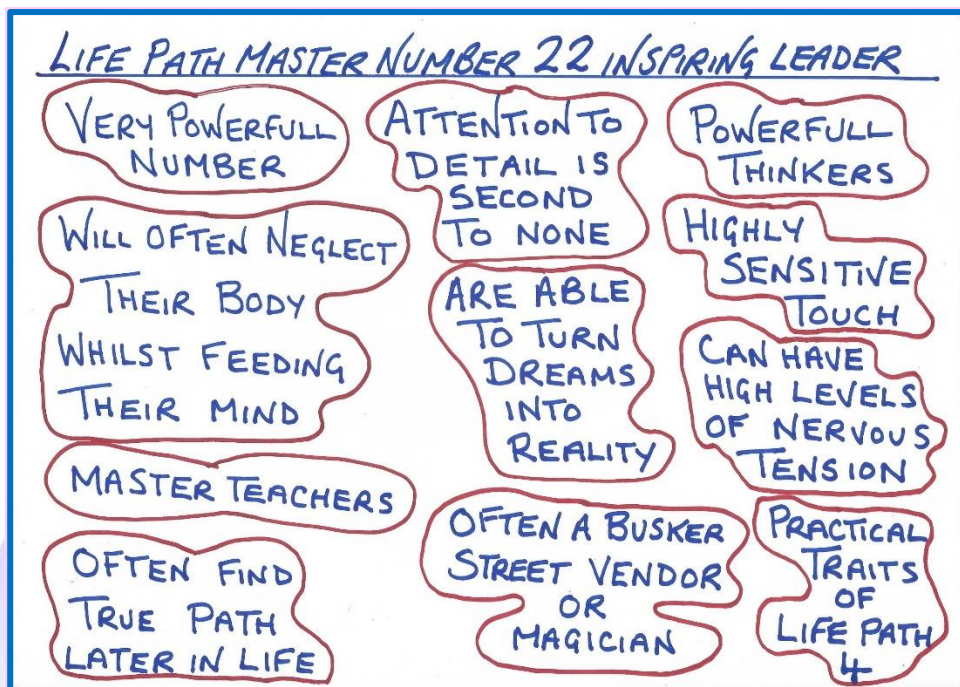 LIFE PATH MASTER NUMBER 22 INSPIRING LEADER
VERY POWERFULL
NUMBER
WILL OFTEN NEGLECT
THEIR BODY
WHILST FEEDING
THEIR MIND
MASTER TEACHERS
OFTEN FIND
TRUE PATH
LATER IN LIFE
ATTENTION TO
DETAIL IS
SECOND
TO NONE
ARE ABLE
TO TURN
DREAMS
INTO
REALITY
OFTEN A BUSKER
STREET VENDOR
OR
MAGICIAN
POWERFULL
THINKERS
HIGHLY
SENSITIVE
TOUCH
CAN HAVE
HIGH LEVELS
OF NERVOUS
TENSION
PRACTICAL
TRAITS
OF
LIFE PATH
4